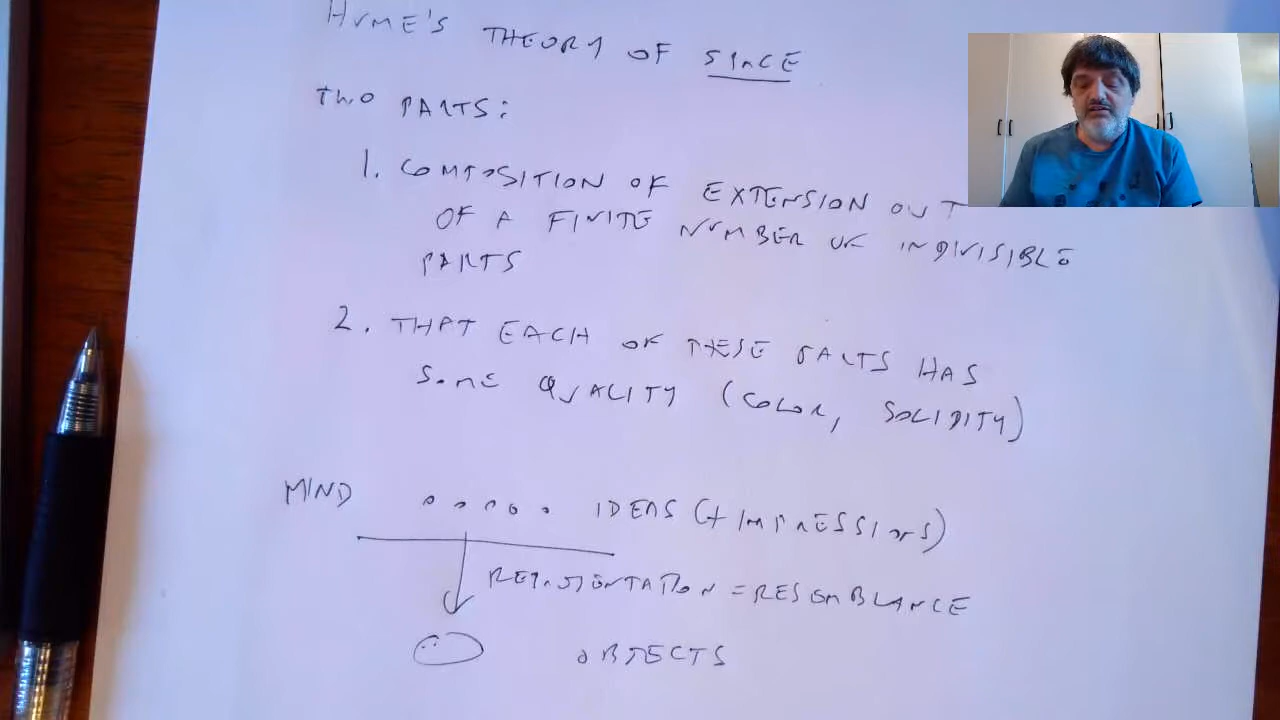 HUME'S THEORY OF SPACE
TWO PARTS:
1. COMPOSITION OF EXTENSION OUT
OF A FINITE NUMBER OF INDIVISIBLE
PARTS
2. THAT EACH OF THESE PARTS HAS
SOME QUALITY (COLOR, SOLIDITY)
MIND IDEAS (+ IMPRESSIONS)
REPRESENTATION = RESEMBLANCE
OBJECTS